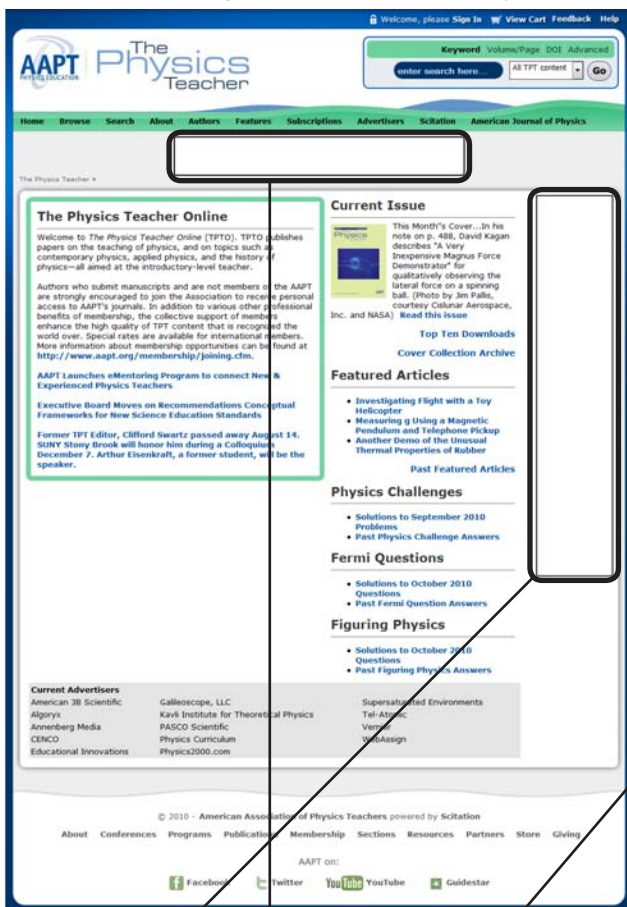 Welcome, please Sign In View Cart Feedback Help
AAPT
PHYSICS EDUCATION
The
Physics
Teacher
Keyword Volume/Page DOI Advanced
enter search here... All TPT content Go
Home Browse Search About Authors Features Subscriptions Advertisers Scitation American Journal of Physics
The Physics Teacher »
The Physics Teacher Online
Welcome to The Physics Teacher Online (TPTO). TPTO publishes
papers on the teaching of physics, and on topics such as
contemporary physics, applied physics, and the history of
physics—all aimed at the introductory-level teacher.
Authors who submit manuscripts and are not members of the AAPT
are strongly encouraged to join the Association to receive personal
access to AAPT's journals. In addition to various other professional
benefits of membership, the collective support of members
enhance the high quality of TPT content that is recognized the
world over. Special rates are available for international members.
More information about membership opportunities can be found at
http://www.aapt.org/membership/joining.cfm.
AAPT Launches eMentoring Program to connect New &
Experienced Physics Teachers
Executive Board Moves on Recommendations Conceptual
Frameworks for New Science Education Standards
Former TPT Editor, Clifford Swartz passed away August 14.
SUNY Stony Brook will honor him during a Colloquium
December 7. Arthur Eisenkraft, a former student, will be the
speaker.
Current Issue
Physics
This Month"s Cover...In his
note on p. 488, David Kagan
describes "A Very
Inexpensive Magnus Force
Demonstrator" for
qualitatively observing the
lateral force on a spinning
ball. (Photo by Jim Pallis,
courtesy Cislunar Aerospace,
Inc. and NASA) Read this issue
Top Ten Downloads
Cover Collection Archive
Featured Articles
• Investigating Flight with a Toy
Helicopter
• Measuring g Using a Magnetic
Pendulum and Telephone Pickup
• Another Demo of the Unusual
Thermal Properties of Rubber
Past Featured Articles
Physics Challenges
• Solutions to September 2010
Problems
• Past Physics Challenge Answers
Fermi Questions
• Solutions to October 2010
Questions
• Past Fermi Question Answers
Figuring Physics
• Solutions to October 2010
Questions
• Past Figuring Physics Answers
Current Advertisers
American 3B Scientific Galileoscope, LLC Supersaturated Environments
Algoryx Kavli Institute for Theoretical Physics Tel-Atomic
Annenberg Media PASCO Scientific Vernier
CENCO Physics Curriculum WebAssign
Educational Innovations Physics2000.com
© 2010 - American Association of Physics Teachers powered by Scitation
About Conferences Programs Publications Membership Sections Resources Partners Store Giving
AAPT on:
Facebook Twitter YouTube YouTube Guidestar